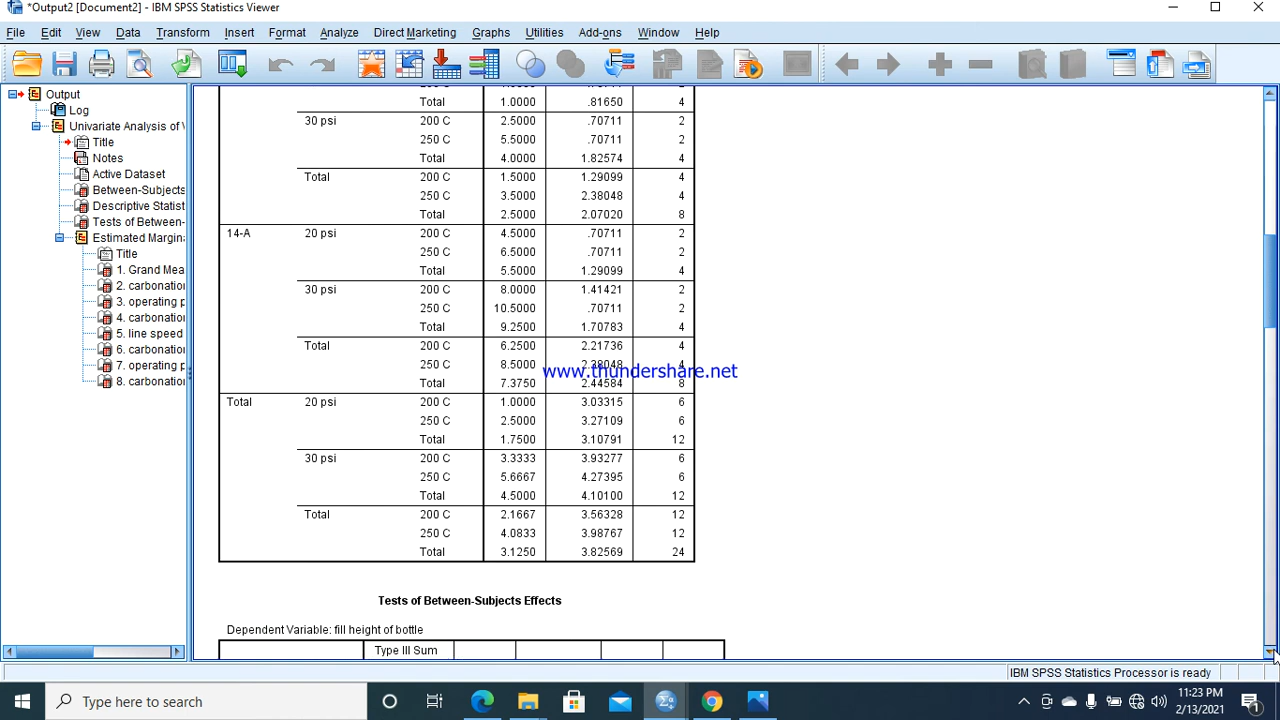 *Output2 [Document2] - IBM SPSS Statistics Viewer
File Edit View Data Transform Insert Format Analyze Direct Marketing Graphs Utilities Add-ons Window Help
Output
Log
Univariate Analysis of V
Title
Notes
Active Dataset
Between-Subjects
Descriptive Statist
Tests of Between-
Estimated Margina
Title
1. Grand Mea
2. carbonation
3. operating p
4. carbonation
5. line speed
6. carbonation
7. operating p
8. carbonation
Total 1.0000 .81650 4
30 psi 200 C 2.5000 .70711 2
250 C 5.5000 .70711 2
Total 4.0000 1.82574 4
Total 200 C 1.5000 1.29099 4
250 C 3.5000 2.38048 4
Total 2.5000 2.07020 8
14-A 20 psi 200 C 4.5000 .70711 2
250 C 6.5000 .70711 2
Total 5.5000 1.29099 4
30 psi 200 C 8.0000 1.41421 2
250 C 10.5000 .70711 2
Total 9.2500 1.70783 4
Total 200 C 6.2500 2.21736 4
250 C 8.5000 2.38048 4
www.thundershare.net
Total 7.3750 2.44584 8
Total 20 psi 200 C 1.0000 3.03315 6
250 C 2.5000 3.27109 6
Total 1.7500 3.10791 12
30 psi 200 C 3.3333 3.93277 6
250 C 5.6667 4.27395 6
Total 4.5000 4.10100 12
Total 200 C 2.1667 3.56328 12
250 C 4.0833 3.98767 12
Total 3.1250 3.82569 24
Tests of Between-Subjects Effects
Dependent Variable: fill height of bottle
Type III Sum
IBM SPSS Statistics Processor is ready
Type here to search
11:23 PM
2/13/2021
1